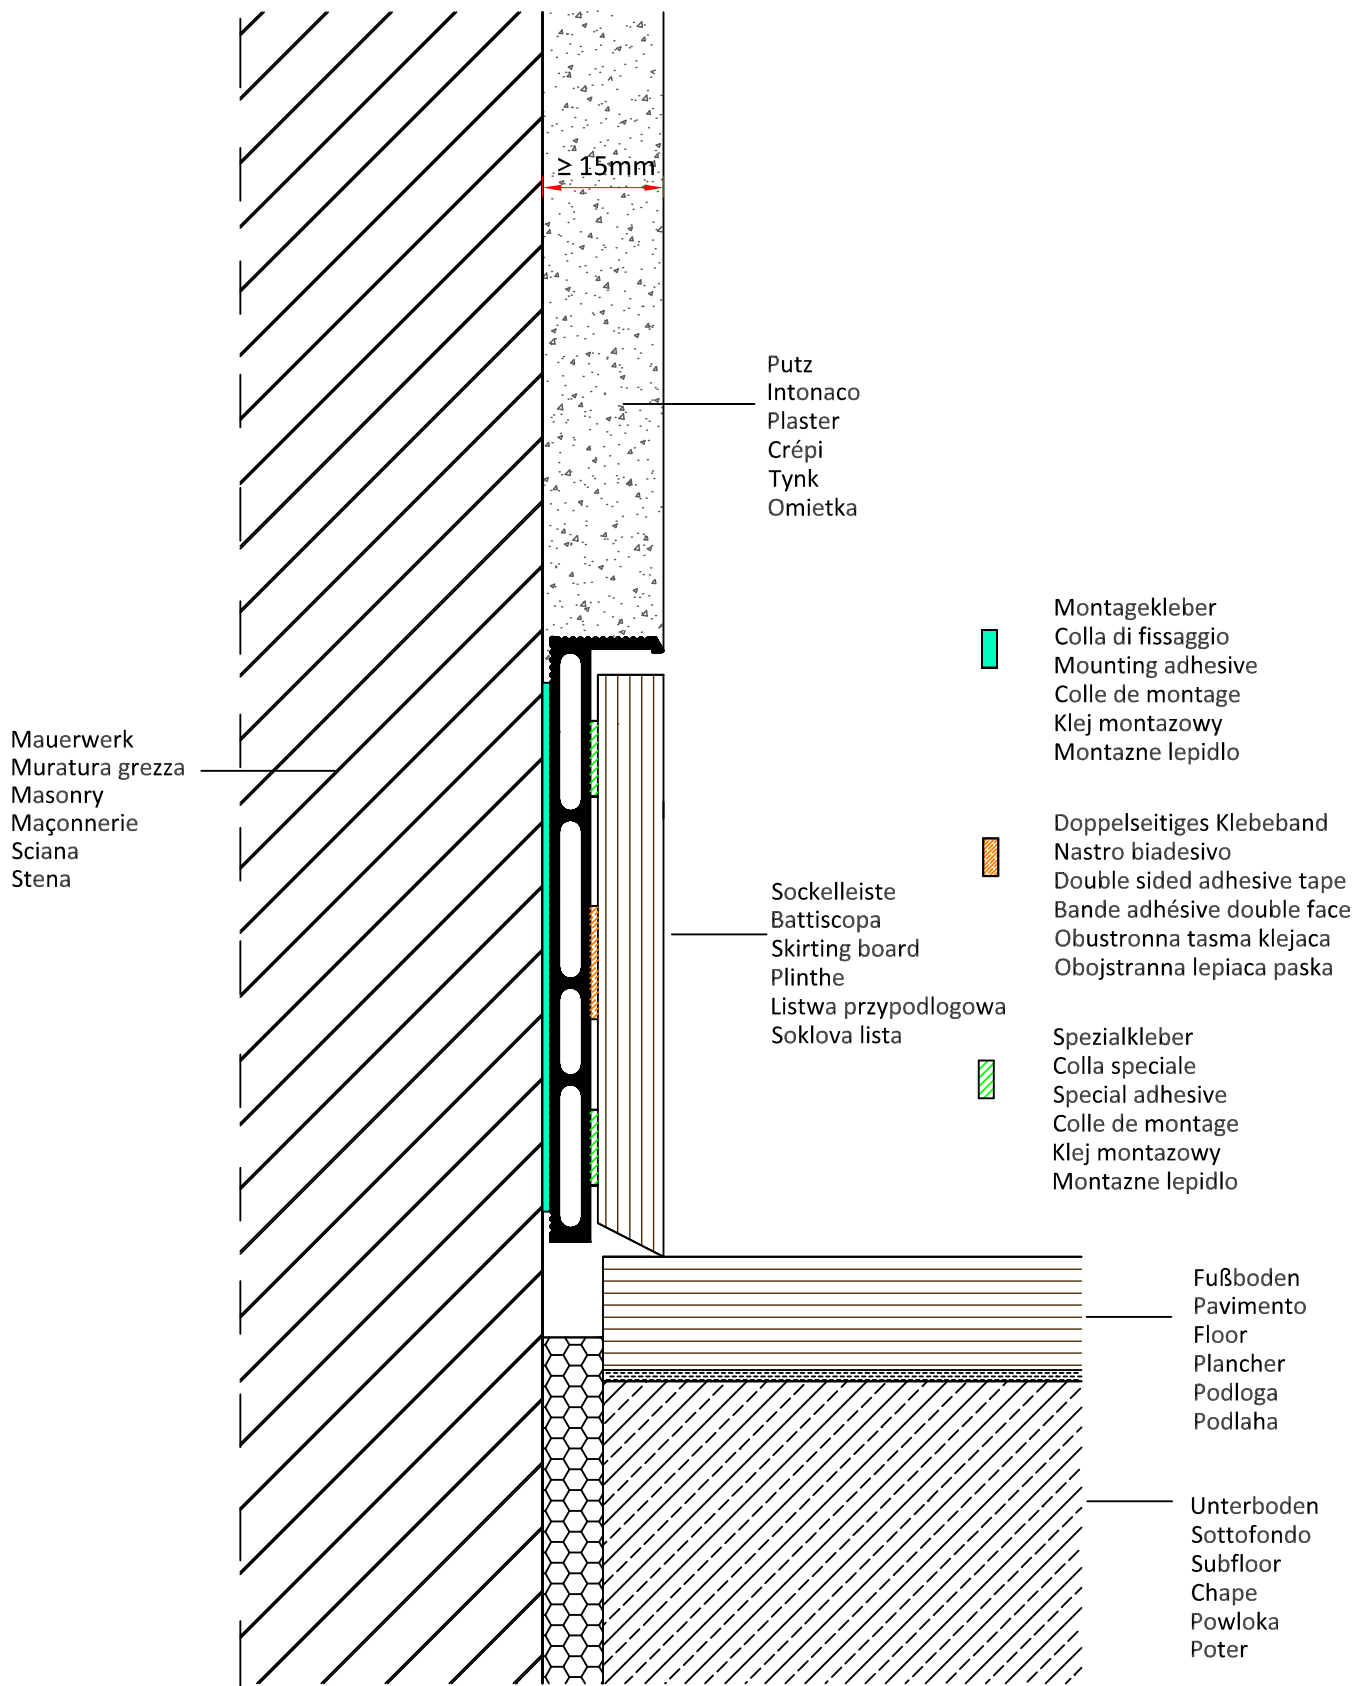 ≥ 15mm
Putz
Intonaco
Plaster
Crépi
Tynk
Omietka
Montagekleber
Colla di fissaggio
Mounting adhesive
Colle de montage
Klej montazowy
Montazne lepidlo
Mauerwerk
Muratura grezza
Masonry
Maçonnerie
Sciana
Stena
Doppelseitiges Klebeband
Nastro biadesivo
Double sided adhesive tape
Bande adhésive double face
Obustronna tasma klejaca
Obojstranna lepiaca paska
Sockelleiste
Battiscopa
Skirting board
Plinthe
Listwa przypodlogowa
Soklova lista
Spezialkleber
Colla speciale
Special adhesive
Colle de montage
Klej montazowy
Montazne lepidlo
Fußboden
Pavimento
Floor
Plancher
Podloga
Podlaha
Unterboden
Sottofondo
Subfloor
Chape
Powloka
Poter